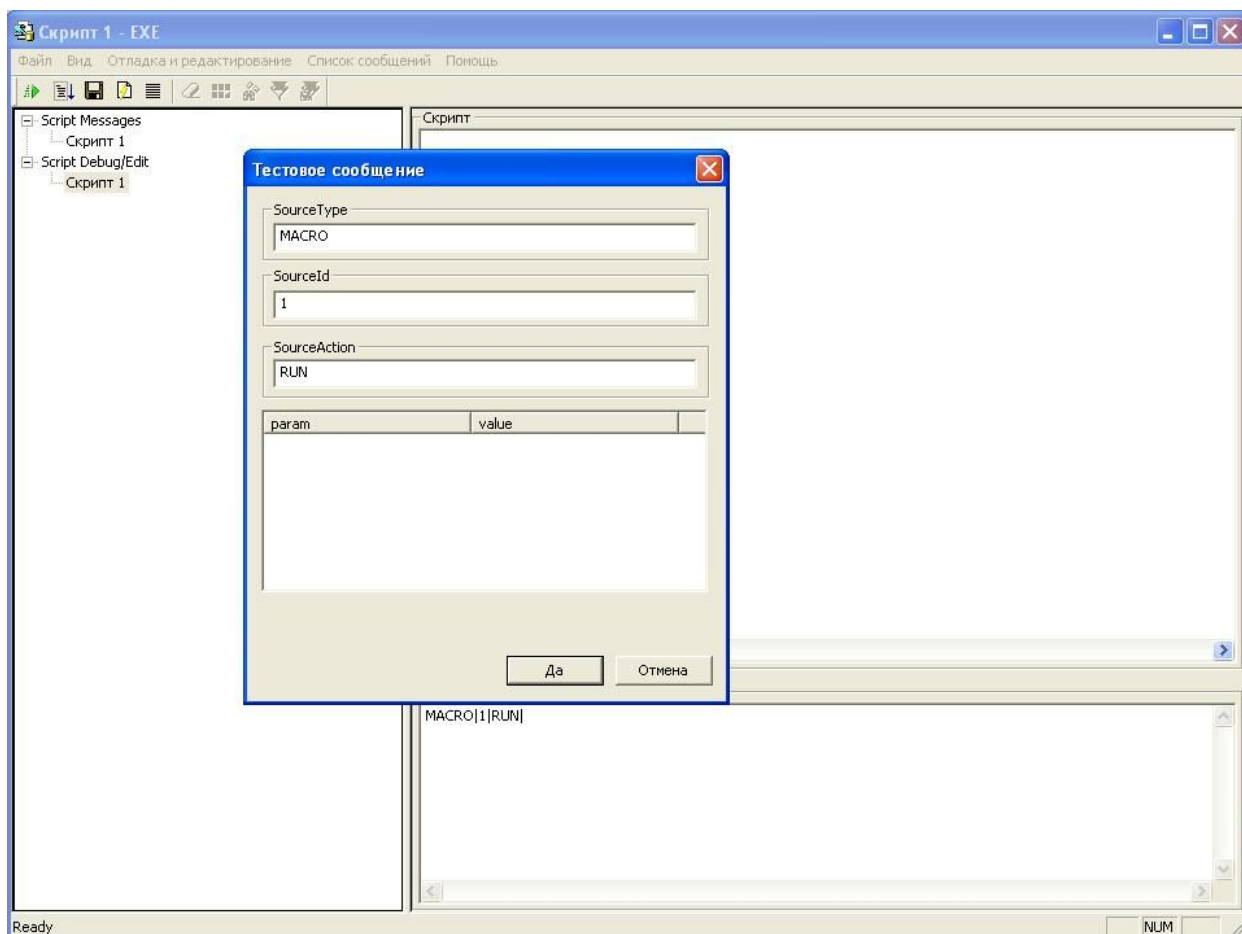 Скрипт 1 - EXE
Файл Вид Отладка и редактирование Список сообщений Помощь
Script Messages
Скрипт 1
Script Debug/Edit
Скрипт 1
Скрипт
Тестовое сообщение
SourceType
MACRO
SourceId
1
SourceAction
RUN
param value
Да Отмена
MACRO|1|RUN|
Ready NUM